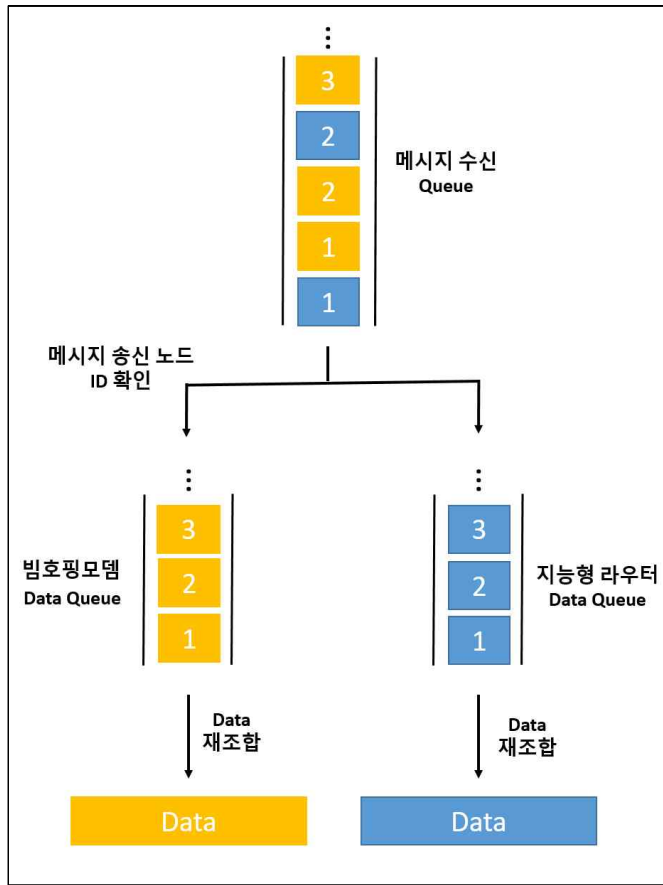 ⋮
3
2
2
1
1
메시지 수신
Queue
메시지 송신 노드
ID 확인
⋮
3
2
1
빔호핑모뎀
Data Queue
⋮
3
2
1
지능형 라우터
Data Queue
Data
재조합
Data
재조합
Data
Data